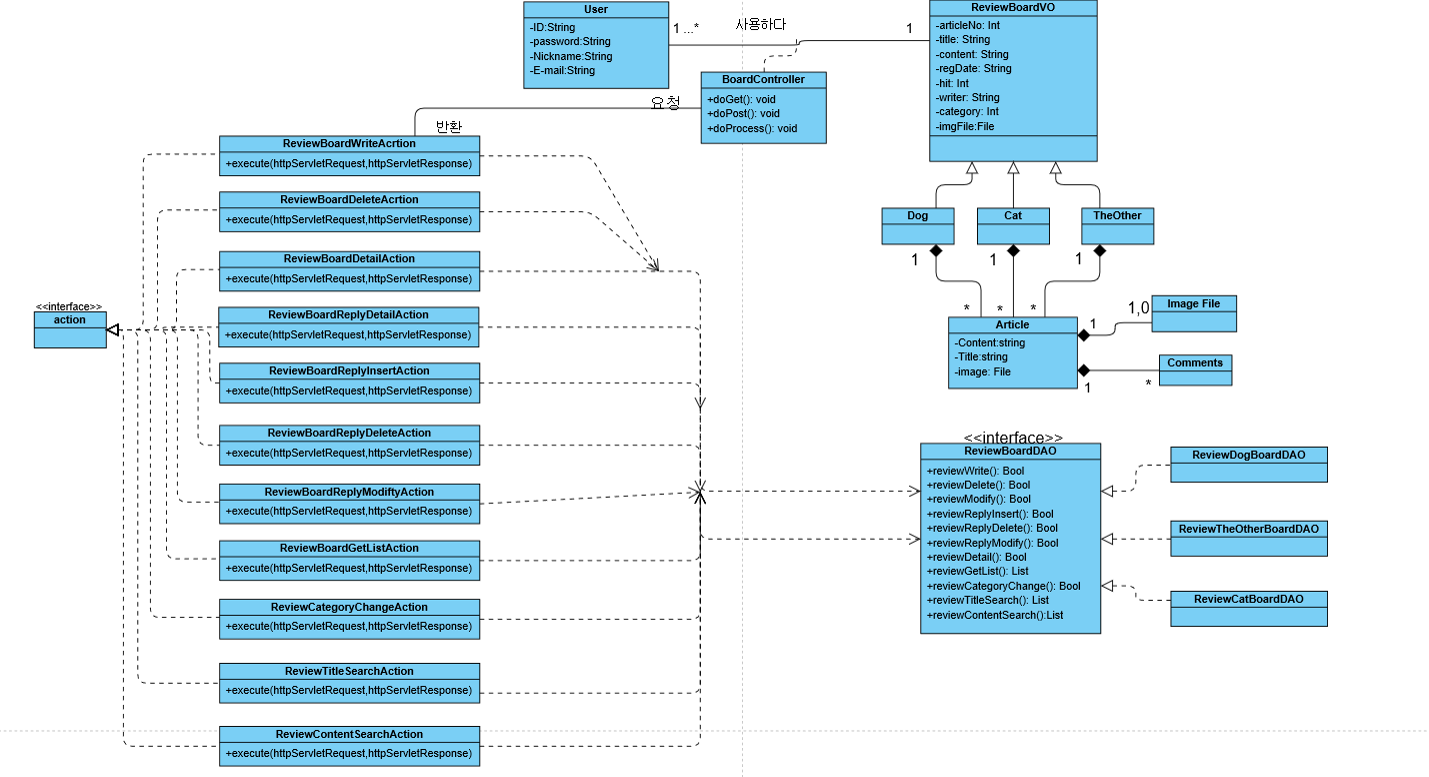 User
-ID:String
-password:String
-Nickname:String
-E-mail:String
1 ...*
사용하다
1
ReviewBoardVO
-articleNo: Int
-title: String
-content: String
-regDate: String
-hit: Int
-writer: String
-category: Int
-imgFile:File
BoardController
+doGet(): void
+doPost(): void
+doProcess(): void
요청
반환
ReviewBoardWriteAcrtion
+execute(httpServletRequest,httpServletResponse)
ReviewBoardDeleteAcrtion
+execute(httpServletRequest,httpServletResponse)
ReviewBoardDetailAction
+execute(httpServletRequest,httpServletResponse)
ReviewBoardReplyDetailAction
+execute(httpServletRequest,httpServletResponse)
ReviewBoardReplyInsertAction
+execute(httpServletRequest,httpServletResponse)
ReviewBoardReplyDeleteAction
+execute(httpServletRequest,httpServletResponse)
ReviewBoardReplyModiftyAction
+execute(httpServletRequest,httpServletResponse)
ReviewBoardGetListAction
+execute(httpServletRequest,httpServletResponse)
ReviewCategoryChangeAction
+execute(httpServletRequest,httpServletResponse)
ReviewTitleSearchAction
+execute(httpServletRequest,httpServletResponse)
ReviewContentSearchAction
+execute(httpServletRequest,httpServletResponse)
<<interface>>
action
Dog
Cat
TheOther
1
1
1
*
*
*
Article
-Content:string
-Title:string
-image: File
1
1,0
Image File
1
*
Comments
<<interface>>
ReviewBoardDAO
+reviewWrite(): Bool
+reviewDelete(): Bool
+reviewModify(): Bool
+reviewReplyInsert(): Bool
+reviewReplyDelete(): Bool
+reviewReplyModify(): Bool
+reviewDetail(): Bool
+reviewGetList(): List
+reviewCategoryChange(): Bool
+reviewTitleSearch(): List
+reviewContentSearch():List
ReviewDogBoardDAO
ReviewTheOtherBoardDAO
ReviewCatBoardDAO